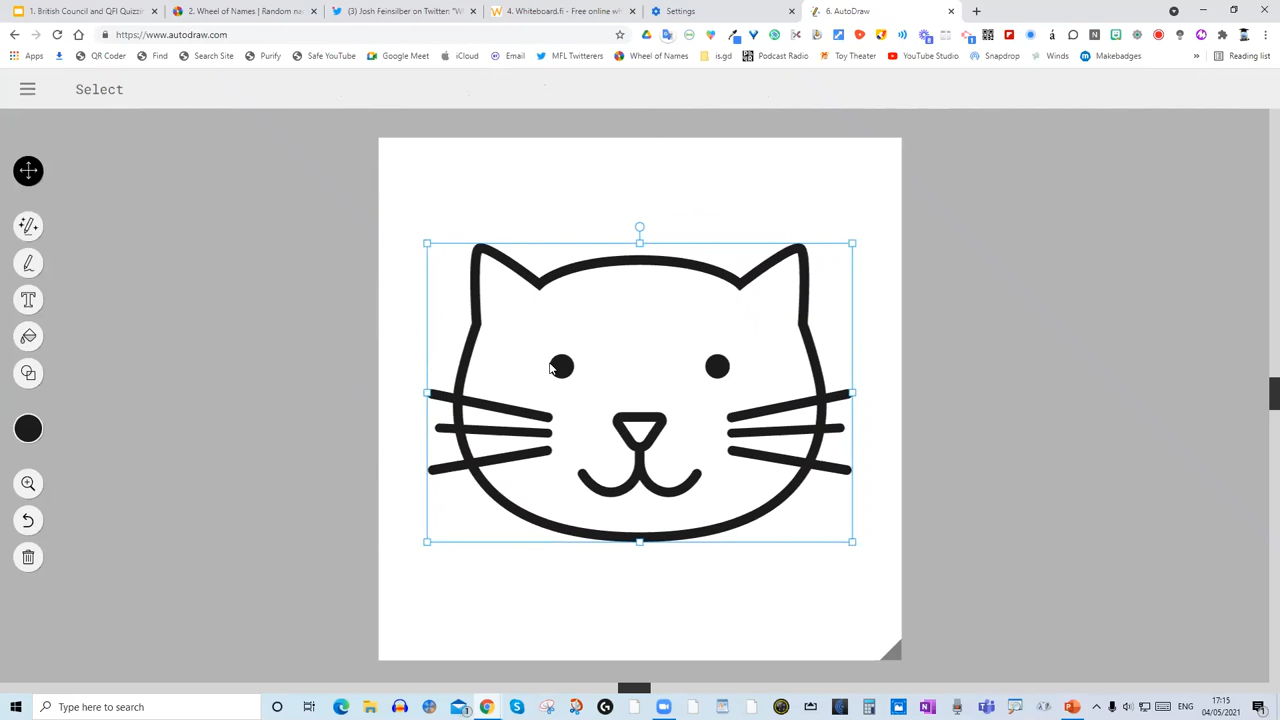 1. British Council and QFI Quizziz
2. Wheel of Names | Random nam
(3) Josh Feinsilber on Twitter: "W
4. Whiteboard.fi - Free online wh
Settings
6. AutoDraw
https://www.autodraw.com
Apps
QR Coder
Find
Search Site
Purify
Safe YouTube
Google Meet
iCloud
MFL Twitterers
Wheel of Names
is.gd
Podcast Radio
Toy Theater
YouTube Studio
Snapdrop
Winds
Makebadges
»
Reading list
Select
Type here to search
ENG
17:15
04/05/2021